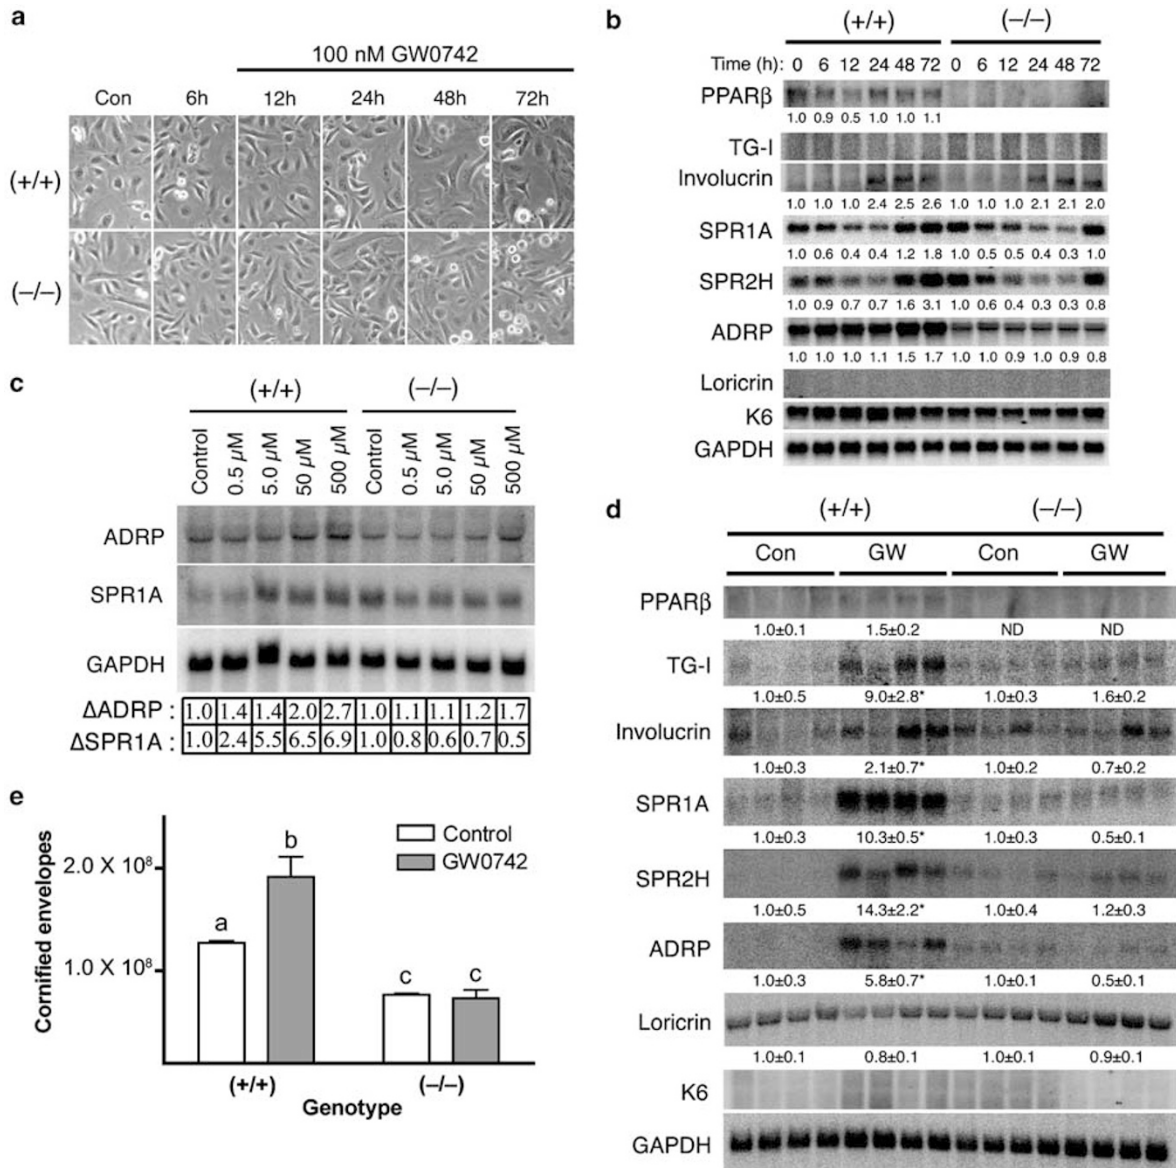 a
100 nM GW0742
Con 6h 12h 24h 48h 72h
(+/+)
(–/–)
b
(+/+) (–/–)
Time (h): 0 6 12 24 48 72 0 6 12 24 48 72
PPARβ
1.0 0.9 0.5 1.0 1.0 1.1
TG-I
Involucrin
1.0 1.0 1.0 2.4 2.5 2.6 1.0 1.0 1.0 2.1 2.1 2.0
SPR1A
1.0 0.6 0.4 0.4 1.2 1.8 1.0 0.5 0.5 0.4 0.3 1.0
SPR2H
1.0 0.9 0.7 0.7 1.6 3.1 1.0 0.6 0.4 0.3 0.3 0.8
ADRP
1.0 1.0 1.0 1.1 1.5 1.7 1.0 1.0 0.9 1.0 0.9 0.8
Loricrin
K6
GAPDH
c
(+/+) (–/–)
Control 0.5 µM 5.0 µM 50 µM 500 µM Control 0.5 µM 5.0 µM 50 µM 500 µM
ADRP
SPR1A
GAPDH
ΔADRP : 1.0 1.4 1.4 2.0 2.7 1.0 1.1 1.1 1.2 1.7
ΔSPR1A : 1.0 2.4 5.5 6.5 6.9 1.0 0.8 0.6 0.7 0.5
d
(+/+) (–/–)
Con GW Con GW
PPARβ
1.0±0.1 1.5±0.2 ND ND
TG-I
1.0±0.5 9.0±2.8* 1.0±0.3 1.6±0.2
Involucrin
1.0±0.3 2.1±0.7* 1.0±0.2 0.7±0.2
SPR1A
1.0±0.3 10.3±0.5* 1.0±0.3 0.5±0.1
SPR2H
1.0±0.5 14.3±2.2* 1.0±0.4 1.2±0.3
ADRP
1.0±0.3 5.8±0.7* 1.0±0.1 0.5±0.1
Loricrin
1.0±0.1 0.8±0.1 1.0±0.1 0.9±0.1
K6
GAPDH
e
Cornified envelopes
2.0 X 10⁸
1.0 X 10⁸
Control
GW0742
a b c c
(+/+) (–/–)
Genotype